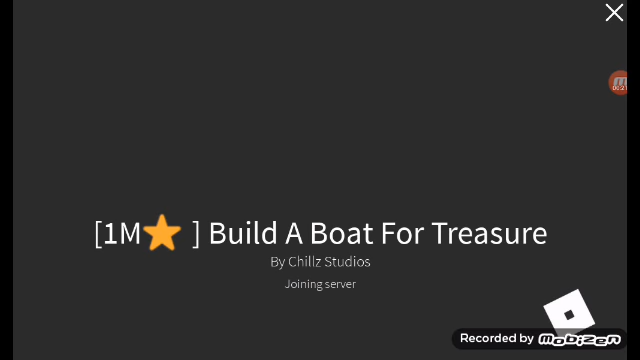 [1M⭐ ] Build A Boat For Treasure
By Chillz Studios
Joining server
Recorded by MOBIZEN